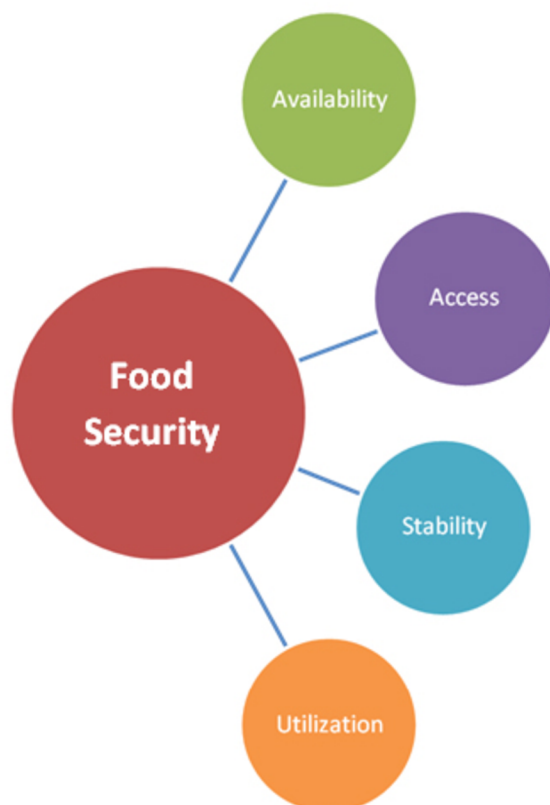 Availability
Access
Food
Security
Stability
Utilization